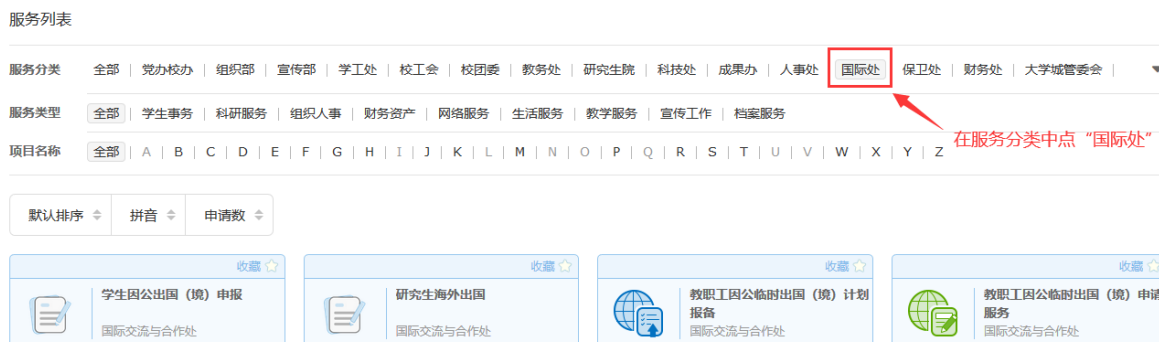 服务列表
服务分类 全部 | 党办校办 | 组织部 | 宣传部 | 学工处 | 校工会 | 校团委 | 教务处 | 研究生院 | 科技处 | 成果办 | 人事处 国际处 保卫处 | 财务处 | 大学城管委会 |
服务类型 全部 | 学生事务 | 科研服务 | 组织人事 | 财务资产 | 网络服务 | 生活服务 | 教学服务 | 宣传工作 | 档案服务
在服务分类中点“国际处”
项目名称 全部 | A | B | C | D | E | F | G | H | I | J | K | L | M | N | O | P | Q | R | S | T | U | V | W | X | Y | Z
默认排序 拼音 申请数
收藏 收藏 收藏 收藏
学生因公出国（境）申报
国际交流与合作处
研究生海外出国
国际交流与合作处
教职工因公临时出国（境）计划
报备
国际交流与合作处
教职工因公临时出国（境）申请
服务
国际交流与合作处